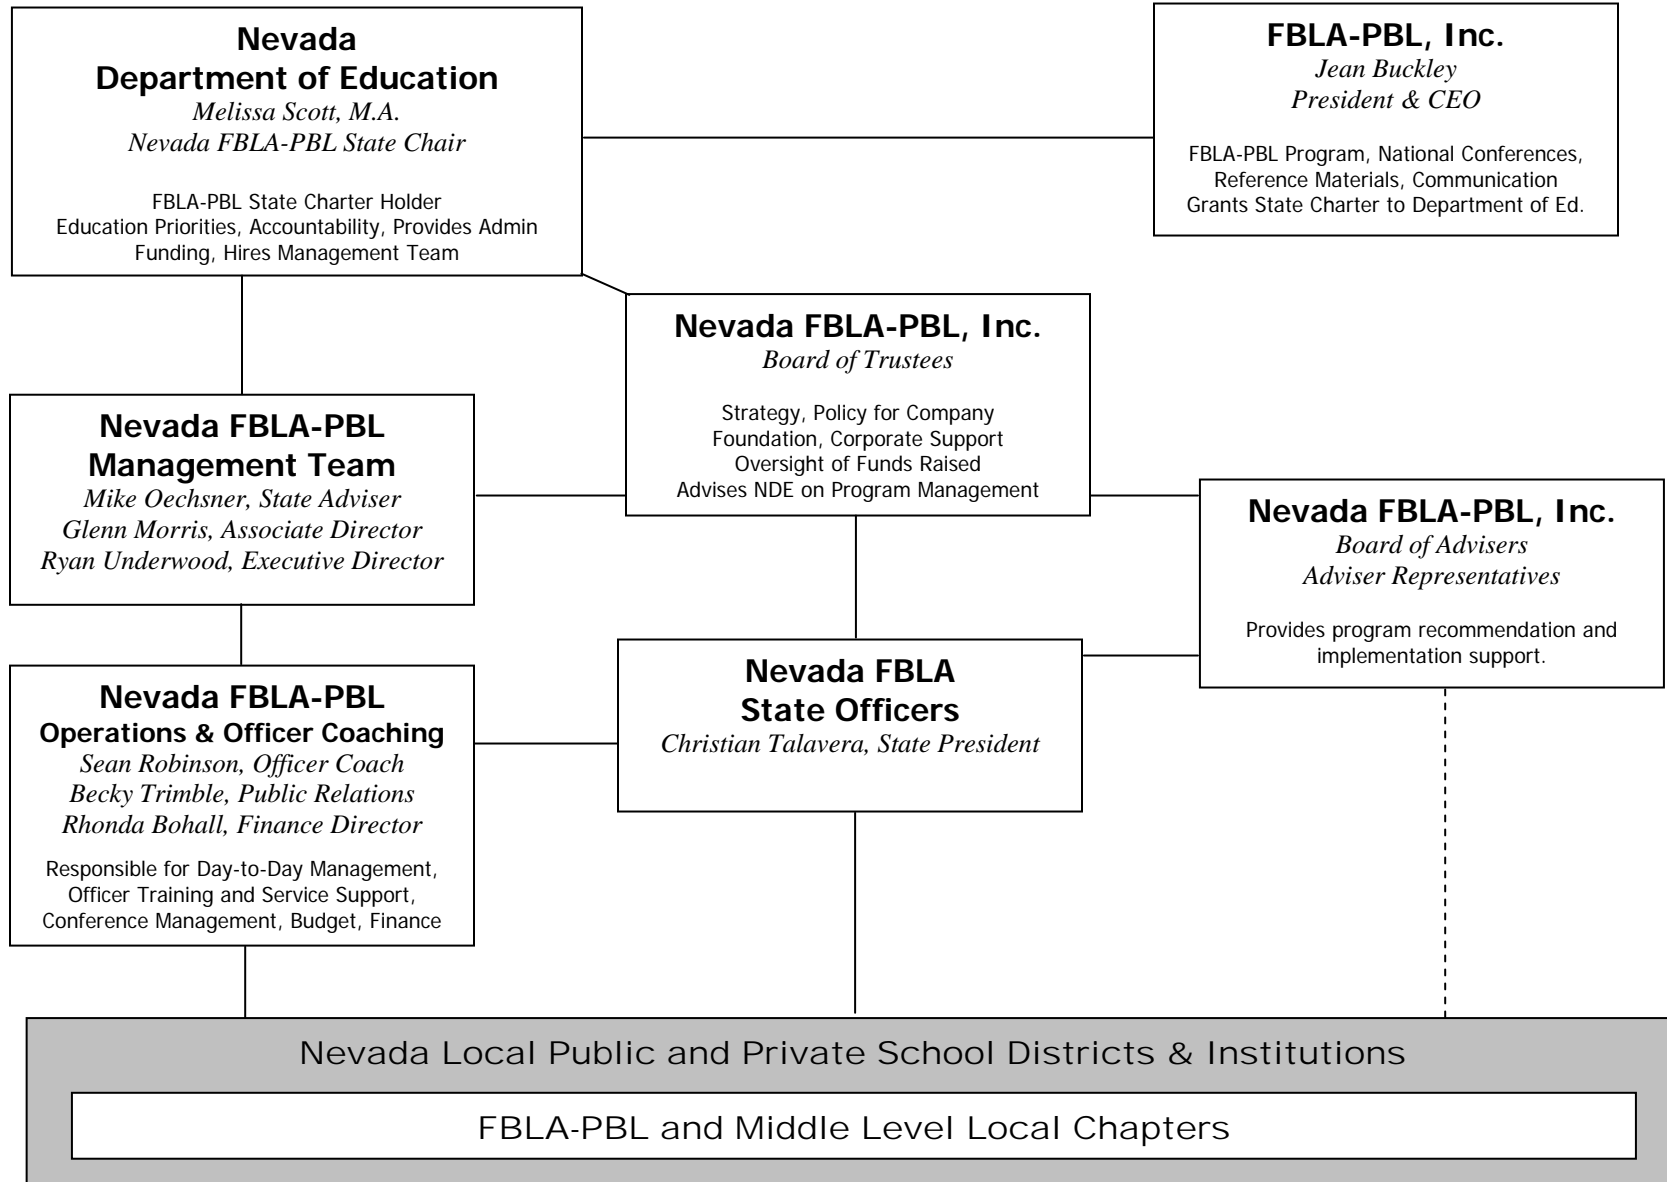 Nevada
Department of Education
Melissa Scott, M.A.
Nevada FBLA-PBL State Chair
FBLA-PBL State Charter Holder
Education Priorities, Accountability, Provides Admin
Funding, Hires Management Team
FBLA-PBL, Inc.
Jean Buckley
President & CEO
FBLA-PBL Program, National Conferences,
Reference Materials, Communication
Grants State Charter to Department of Ed.
Nevada FBLA-PBL, Inc.
Board of Trustees
Strategy, Policy for Company
Foundation, Corporate Support
Oversight of Funds Raised
Advises NDE on Program Management
Nevada FBLA-PBL
Management Team
Mike Oechsner, State Adviser
Glenn Morris, Associate Director
Ryan Underwood, Executive Director
Nevada FBLA-PBL, Inc.
Board of Advisers
Adviser Representatives
Provides program recommendation and
implementation support.
Nevada FBLA
State Officers
Christian Talavera, State President
Nevada FBLA-PBL
Operations & Officer Coaching
Sean Robinson, Officer Coach
Becky Trimble, Public Relations
Rhonda Bohall, Finance Director
Responsible for Day-to-Day Management,
Officer Training and Service Support,
Conference Management, Budget, Finance
Nevada Local Public and Private School Districts & Institutions
FBLA-PBL and Middle Level Local Chapters